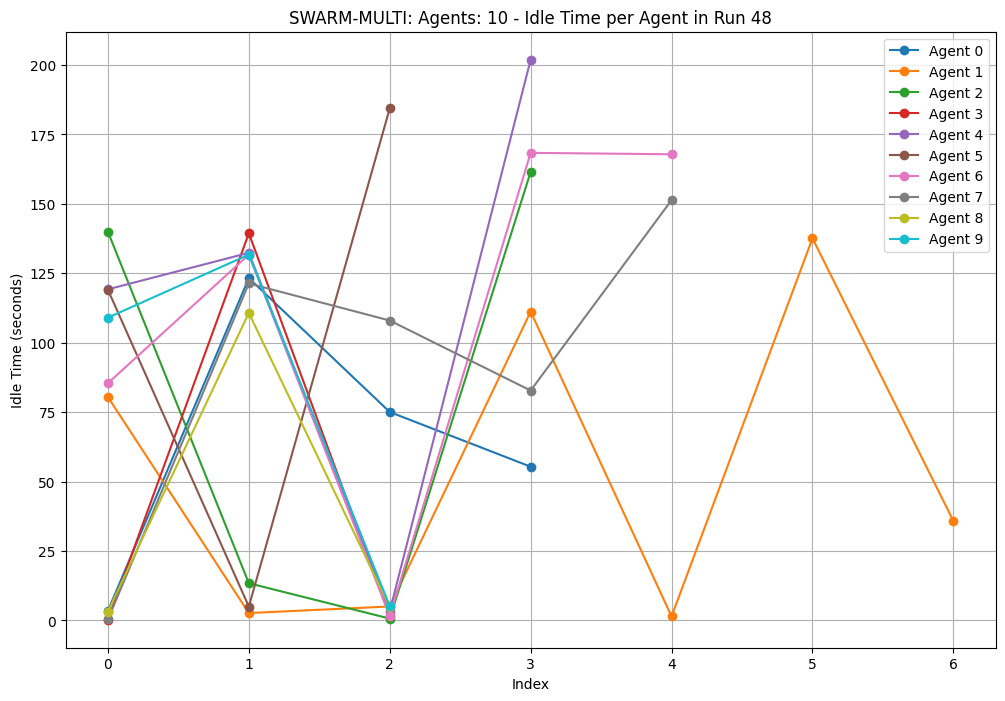 SWARM-MULTI: Agents: 10 - Idle Time per Agent in Run 48
Idle Time (seconds)
200
175
150
125
100
75
50
25
0
0 1 2 3 4 5 6
Index
Agent 0
Agent 1
Agent 2
Agent 3
Agent 4
Agent 5
Agent 6
Agent 7
Agent 8
Agent 9